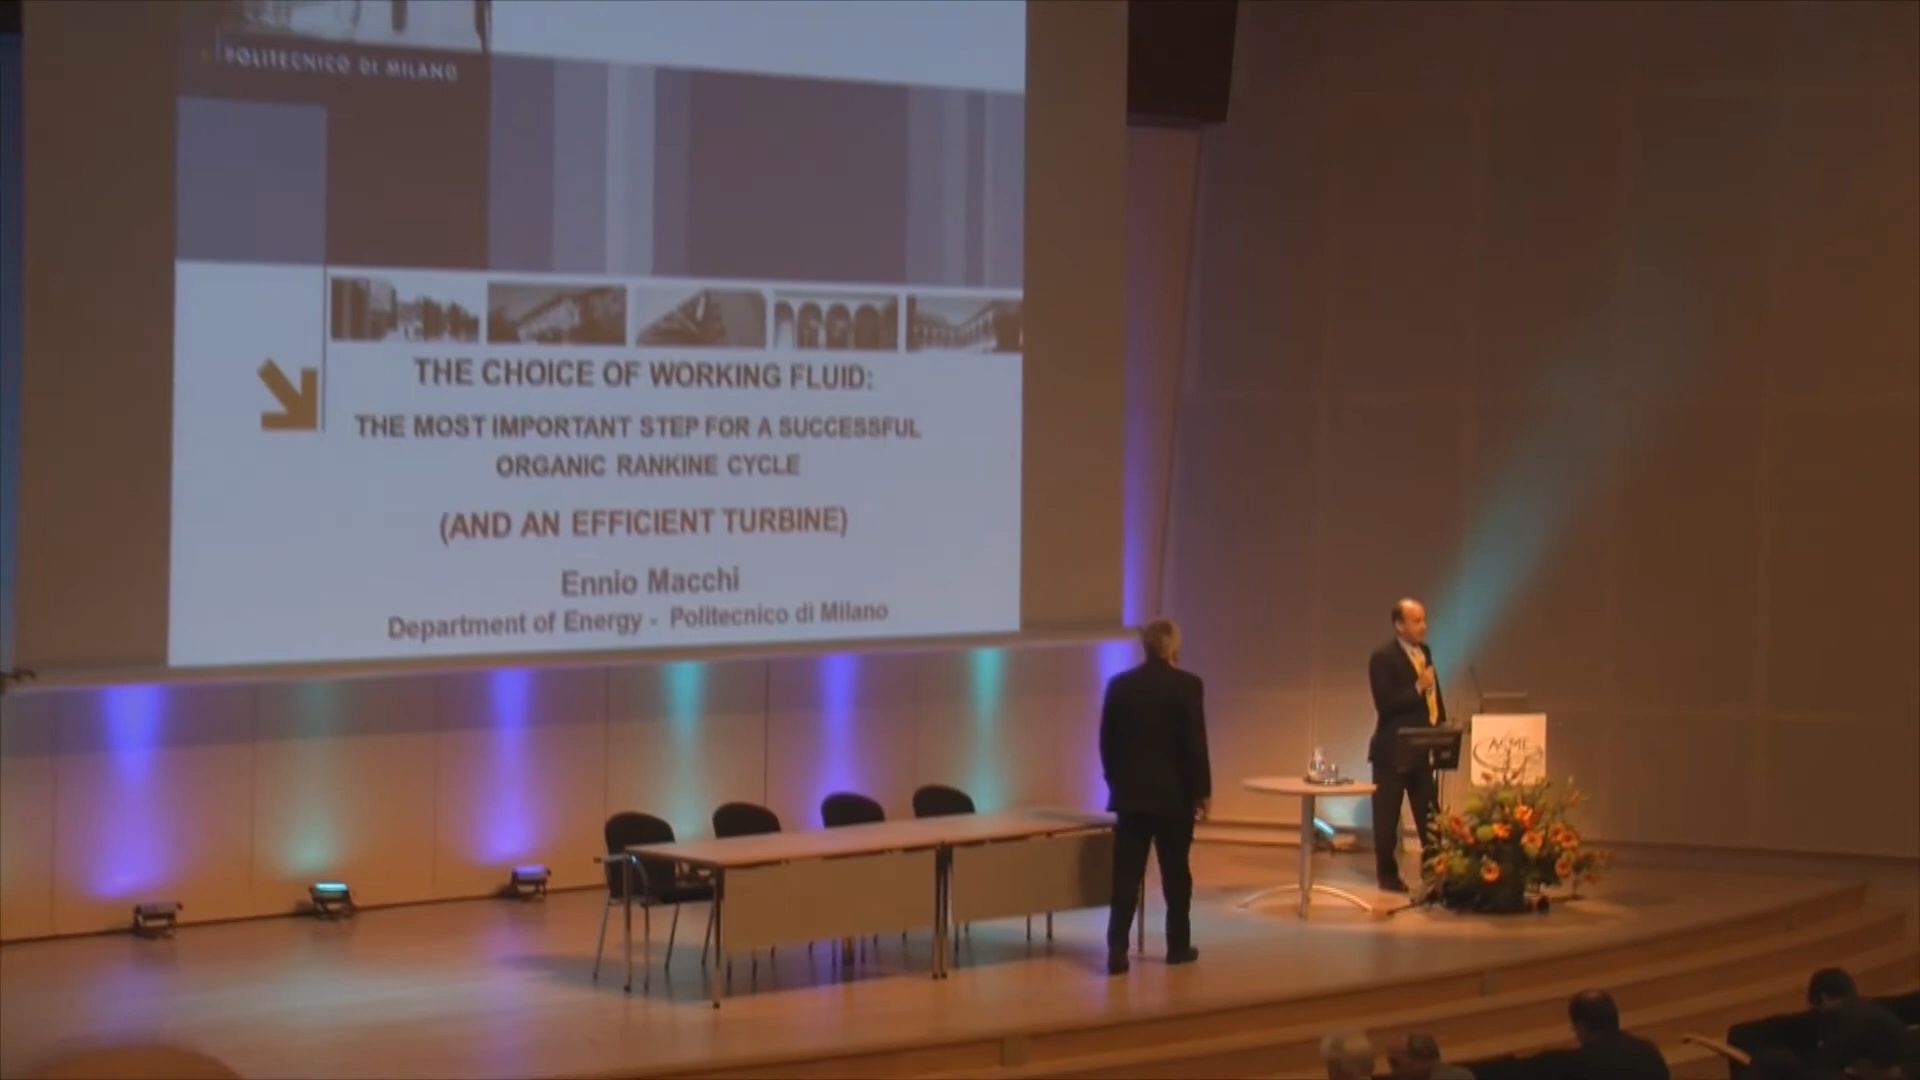 POLITECNICO DI MILANO
THE CHOICE OF WORKING FLUID:
THE MOST IMPORTANT STEP FOR A SUCCESSFUL
ORGANIC RANKINE CYCLE
(AND AN EFFICIENT TURBINE)
Ennio Macchi
Department of Energy - Politecnico di Milano
ASME